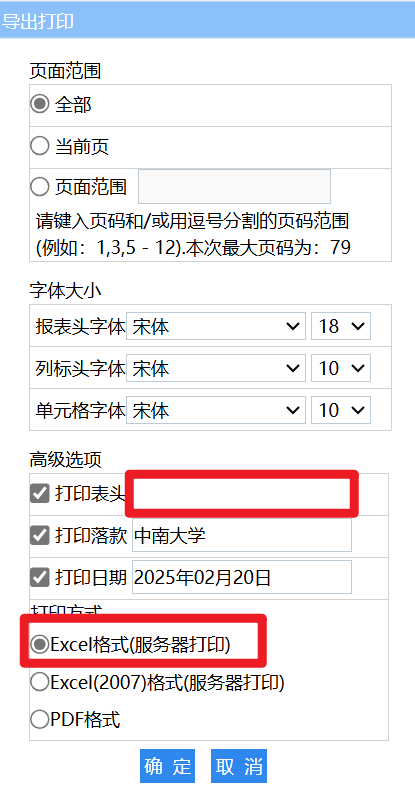 导出打印
页面范围
全部
当前页
页面范围
请键入页码和/或用逗号分割的页码范围
(例如：1,3,5 - 12).本次最大页码为：79
字体大小
报表头字体 宋体 18
列标头字体 宋体 10
单元格字体 宋体 10
高级选项
打印表头
打印落款 中南大学
打印日期 2025年02月20日
打印方式
Excel格式(服务器打印)
Excel(2007)格式(服务器打印)
PDF格式
确 定 取 消